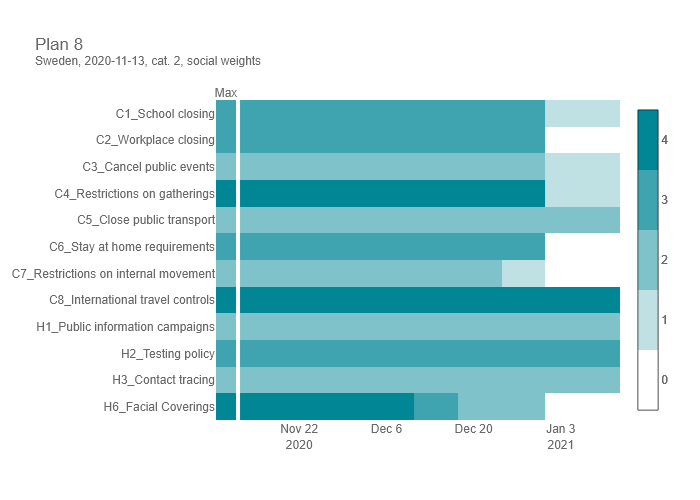 Plan 8
Sweden, 2020-11-13, cat. 2, social weights
Max
C1_School closing
C2_Workplace closing
C3_Cancel public events
C4_Restrictions on gatherings
C5_Close public transport
C6_Stay at home requirements
C7_Restrictions on internal movement
C8_International travel controls
H1_Public information campaigns
H2_Testing policy
H3_Contact tracing
H6_Facial Coverings
Nov 22 Dec 6 Dec 20 Jan 3
2020 2021
4
3
2
1
0